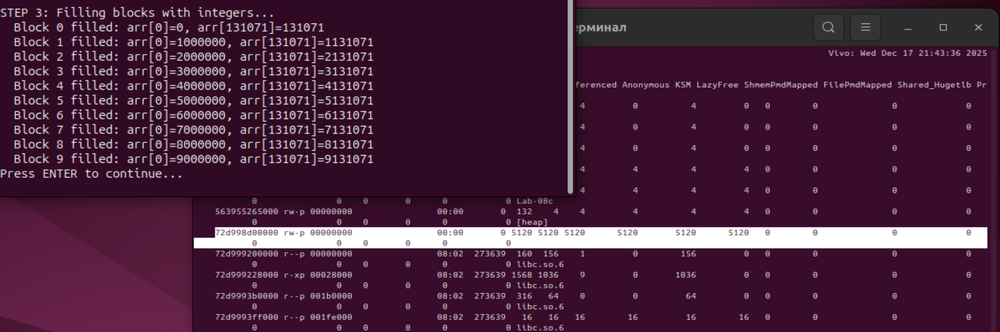 STEP 3: Filling blocks with integers...
Block 0 filled: arr[0]=0, arr[131071]=131071
Block 1 filled: arr[0]=1000000, arr[131071]=1131071
Block 2 filled: arr[0]=2000000, arr[131071]=2131071
Block 3 filled: arr[0]=3000000, arr[131071]=3131071
Block 4 filled: arr[0]=4000000, arr[131071]=4131071
Block 5 filled: arr[0]=5000000, arr[131071]=5131071
Block 6 filled: arr[0]=6000000, arr[131071]=6131071
Block 7 filled: arr[0]=7000000, arr[131071]=7131071
Block 8 filled: arr[0]=8000000, arr[131071]=8131071
Block 9 filled: arr[0]=9000000, arr[131071]=9131071
Press ENTER to continue...
ерминал
Vivo: Wed Dec 17 21:43:36 2025
ferenced Anonymous KSM LazyFree ShmemPmdMapped FilePmdMapped Shared_Hugetlb Pr
4 0 4 0 0 0 0 0
4 0 4 0 0 0 0 0
4 0 4 0 0 0 0 0
4 4 4 4 0 0 0 0
4 4 4 4 0 0 0 0
0 0 0 0 0 0 Lab-08c
563955265000 rw-p 00000000 00:00 0 132 4 4 4 4 4 0 0 0 0
0 0 0 0 0 0 [heap]
72d998d00000 rw-p 00000000 00:00 0 5120 5120 5120 5120 5120 5120 0 0 0 0
0 0 0 0 0 0
72d999200000 r--p 00000000 08:02 273639 160 156 1 0 156 0 0 0 0 0
0 0 0 0 0 0 libc.so.6
72d999228000 r-xp 00028000 08:02 273639 1568 1036 9 0 1036 0 0 0 0 0
0 0 0 0 0 0 libc.so.6
72d9993b0000 r--p 001b0000 08:02 273639 316 64 0 0 64 0 0 0 0 0
0 0 0 0 0 0 libc.so.6
72d9993ff000 r--p 001fe000 08:02 273639 16 16 16 16 16 16 0 0 0 0
0 0 0 0 0 0 libc.so.6